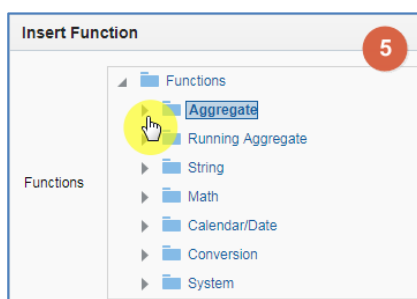 Insert Function
5
Functions
Aggregate
Running Aggregate
String
Functions
Math
Calendar/Date
Conversion
System